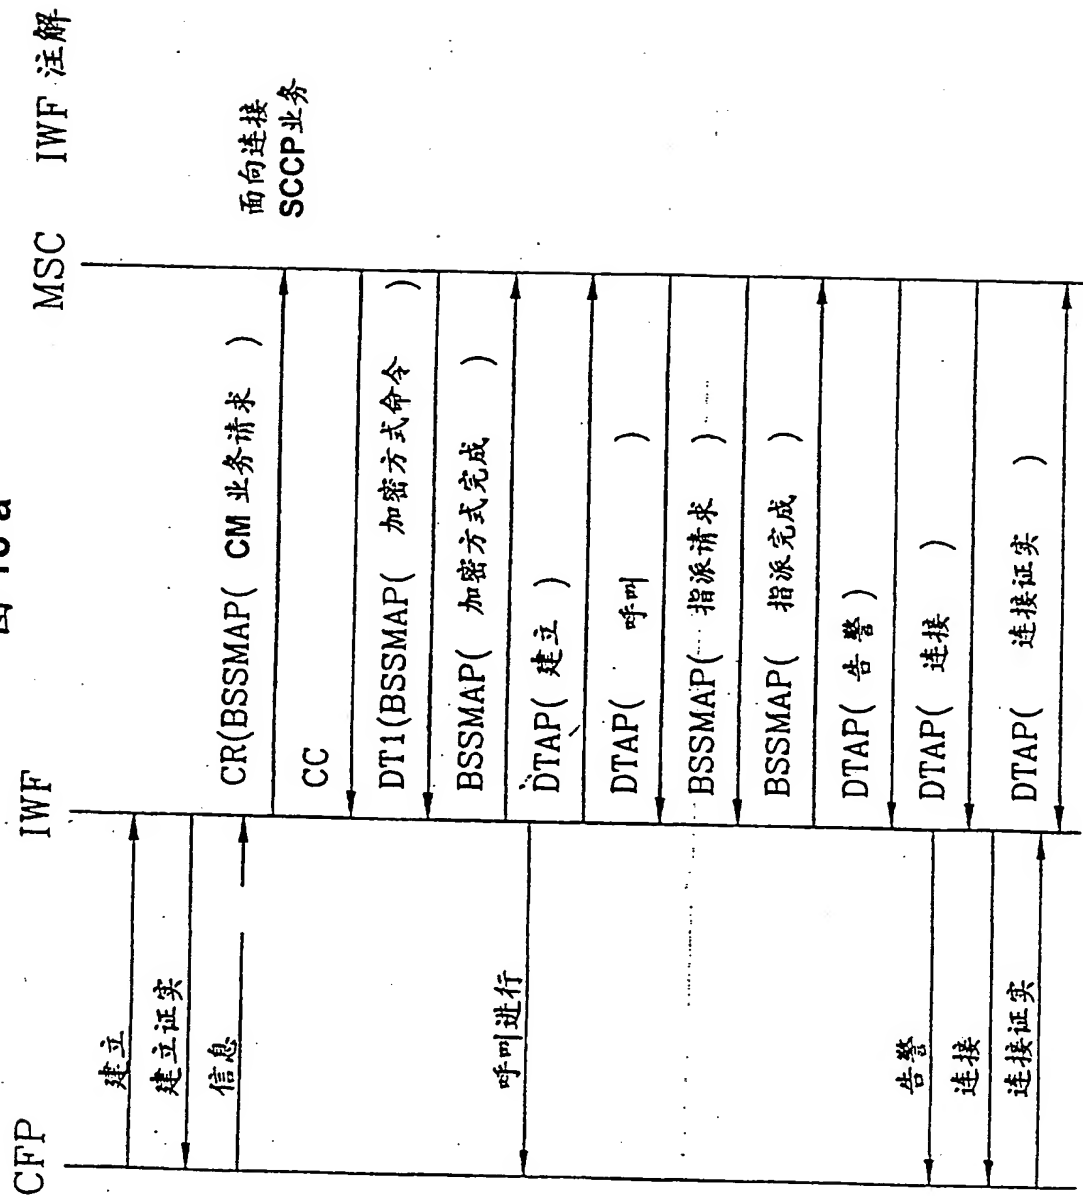 图 10 a
CFP
IWF
MSC
IWF 注解
建立
建立证实
信息
CR(BSSMAP( CM 业务请求 )
面向连接
SCCP业务
CC
DT1(BSSMAP( 加密方式命令 )
BSSMAP( 加密方式完成 )
呼叫进行
DTAP( 建立 )
DTAP( 呼叫 )
BSSMAP( 指派请求 )
BSSMAP( 指派完成 )
DTAP( 告警 )
告警
DTAP( 连接 )
连接
DTAP( 连接证实 )
连接证实